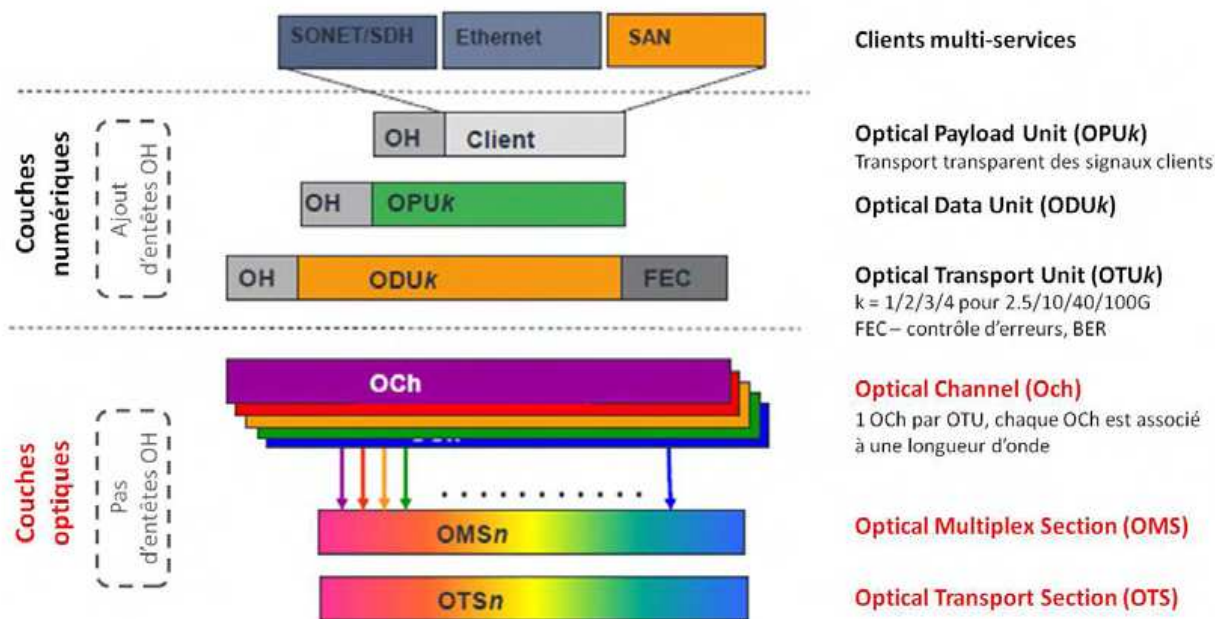 SONET/SDH Ethernet SAN
Clients multi-services
Couches
numériques
Ajout
d'entêtes OH
OH Client
Optical Payload Unit (OPUk)
Transport transparent des signaux clients
OH OPUk
Optical Data Unit (ODUk)
OH ODUk FEC
Optical Transport Unit (OTUk)
k = 1/2/3/4 pour 2.5/10/40/100G
FEC – contrôle d'erreurs, BER
Couches
optiques
Pas
d'entêtes OH
OCh
Optical Channel (Och)
1 OCh par OTU, chaque OCh est associé
à une longueur d'onde
OMSn
Optical Multiplex Section (OMS)
OTSn
Optical Transport Section (OTS)